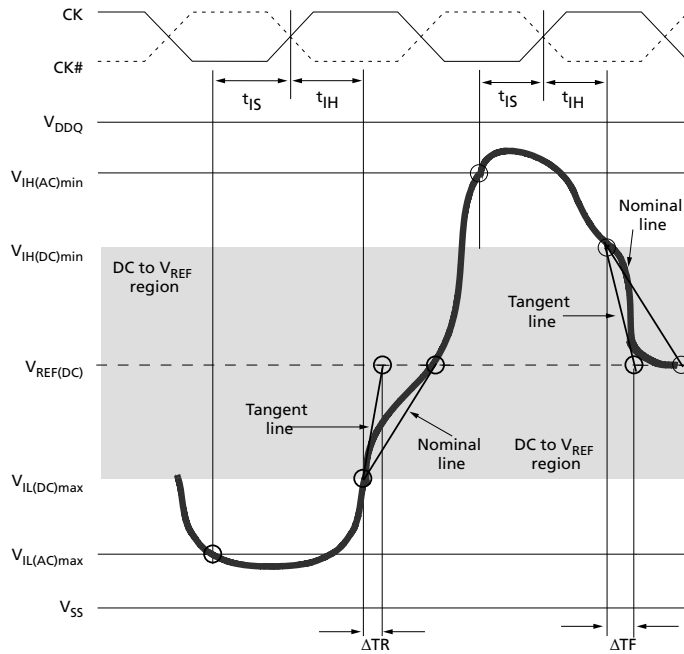 CK
CK#
tIS
tIH
tIS
tIH
VDDQ
VIH(AC)min
Nominal
line
VIH(DC)min
DC to VREF
region
Tangent
line
VREF(DC)
Tangent
line
Nominal
line
DC to VREF
region
VIL(DC)max
VIL(AC)max
VSS
ΔTR
ΔTF